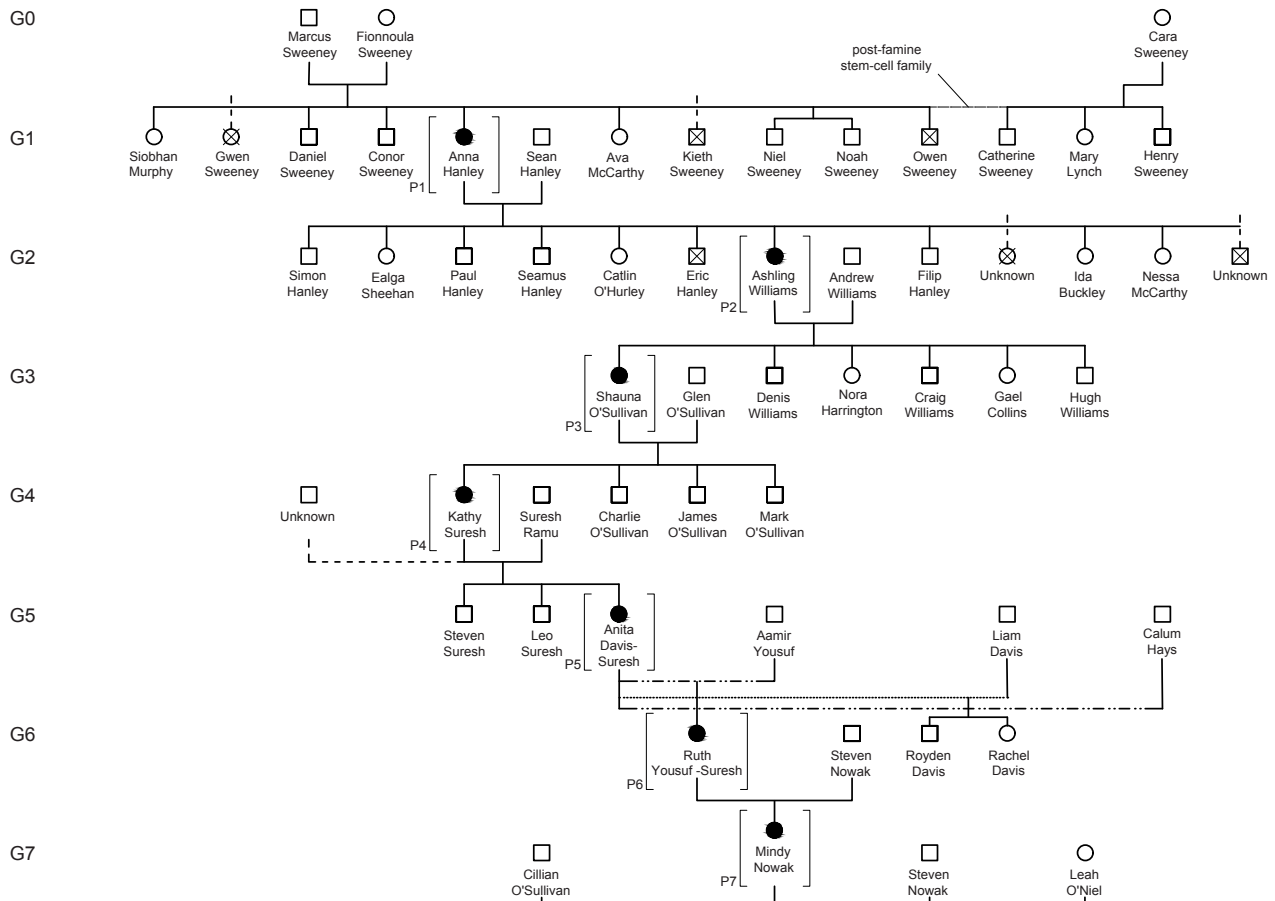 G0
Marcus
Sweeney
Fionnoula
Sweeney
Cara
Sweeney
post-famine
stem-cell family
G1
Siobhan
Murphy
Gwen
Sweeney
Daniel
Sweeney
Conor
Sweeney
Anna
Hanley
P1
Sean
Hanley
Ava
McCarthy
Kieth
Sweeney
Niel
Sweeney
Noah
Sweeney
Owen
Sweeney
Catherine
Sweeney
Mary
Lynch
Henry
Sweeney
G2
Simon
Hanley
Ealga
Sheehan
Paul
Hanley
Seamus
Hanley
Catlin
O'Hurley
Eric
Hanley
Ashling
Williams
P2
Andrew
Williams
Filip
Hanley
Unknown
Ida
Buckley
Nessa
McCarthy
Unknown
G3
Shauna
O'Sullivan
P3
Glen
O'Sullivan
Denis
Williams
Nora
Harrington
Craig
Williams
Gael
Collins
Hugh
Williams
G4
Unknown
Kathy
Suresh
P4
Suresh
Ramu
Charlie
O'Sullivan
James
O'Sullivan
Mark
O'Sullivan
G5
Steven
Suresh
Leo
Suresh
Anita
Davis-
Suresh
P5
Aamir
Yousuf
Liam
Davis
Calum
Hays
G6
Ruth
Yousuf -Suresh
P6
Steven
Nowak
Royden
Davis
Rachel
Davis
G7
Cillian
O'Sullivan
Mindy
Nowak
P7
Steven
Nowak
Leah
O'Niel